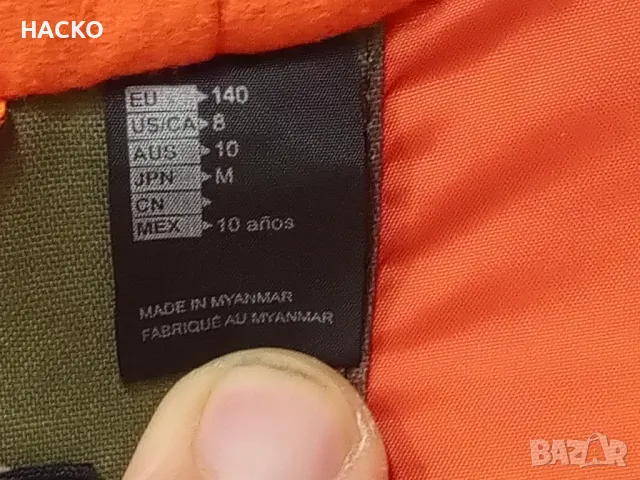 HACKO
EU 140
US/CA 8
AUS 10
JPN M
CN
MEX 10 años
MADE IN MYANMAR
FABRIQUÉ AU MYANMAR
BAZAR